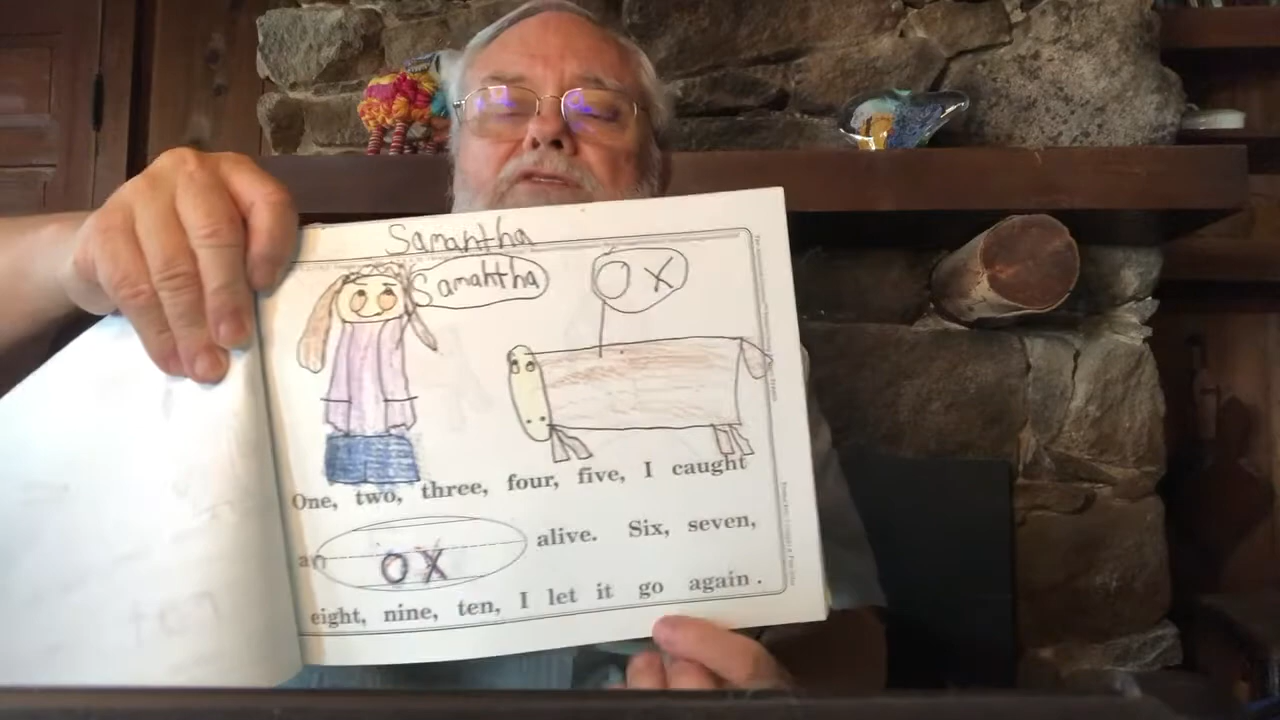 Samantha
Samantha
OX
One, two, three, four, five, I caught
an ox alive. Six, seven,
eight, nine, ten, I let it go again.